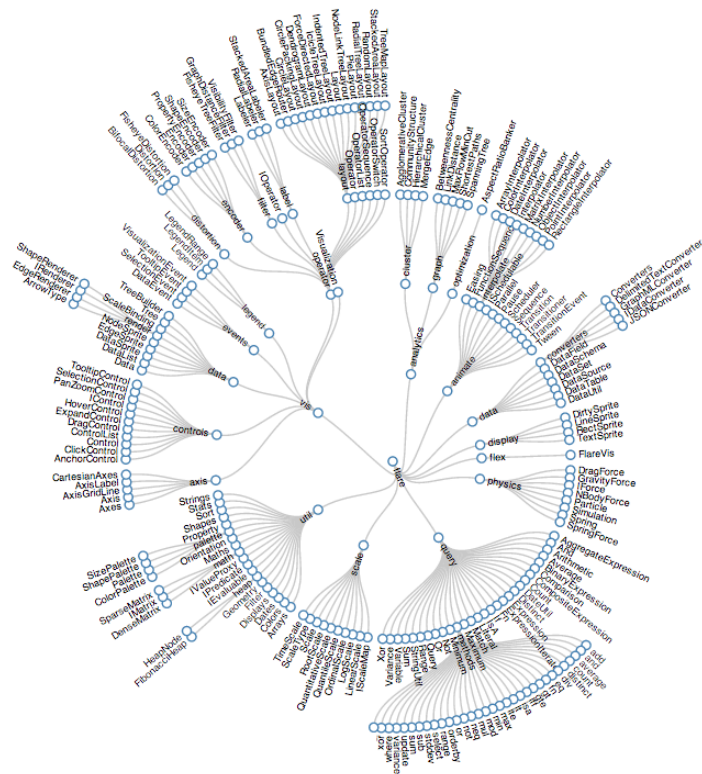 TreeMapLayout
StackedAreaLayout
RandomLayout
RadialTreeLayout
PieLayout
NodeLinkTreeLayout
Layout
IndentedTreeLayout
IcicleTreeLayout
ForceDirectedLayout
DendrogramLayout
CirclePackingLayout
CircleLayout
BundledEdgeRouter
AxisLayout
StackedAreaLabeler
RadialLabeler
Labeler
VisibilityFilter
GraphDistanceFilter
FisheyeTreeFilter
SizeEncoder
ShapeEncoder
PropertyEncoder
Encoder
ColorEncoder
FisheyeDistortion
Distortion
BifocalDistortion
SortOperator
OperatorSwitch
OperatorSequence
OperatorList
Operator
layout
label
IOperator
filter
encoder
distortion
Visualization
operator
LegendRange
LegendItem
Legend
legend
VisualizationEvent
TooltipEvent
SelectionEvent
DataEvent
events
TreeBuilder
Tree
ScaleBinding
render
NodeSprite
EdgeSprite
DataSprite
DataList
Data
data
ShapeRenderer
IRenderer
EdgeRenderer
ArrowType
TooltipControl
SelectionControl
PanZoomControl
IControl
HoverControl
ExpandControl
DragControl
ControlList
Control
ClickControl
AnchorControl
controls
CartesianAxes
AxisLabel
AxisGridLine
Axis
Axes
axis
vis
Strings
Stats
Sort
Shapes
Property
palette
Orientation
Maths
math
IValueProxy
IPredicate
IEvaluable
heap
Geometry
Filter
Displays
Dates
Colors
Arrays
util
SizePalette
ShapePalette
Palette
ColorPalette
SparseMatrix
IMatrix
DenseMatrix
HeapNode
FibonacciHeap
TimeScale
ScaleType
Scale
RootScale
QuantitativeScale
QuantileScale
OrdinalScale
LogScale
LinearScale
IScaleMap
scale
flare
AgglomerativeCluster
CommunityStructure
HierarchicalCluster
MergeEdge
cluster
BetweennessCentrality
LinkDistance
MaxFlowMinCut
ShortestPaths
SpanningTree
graph
AspectRatioBanker
optimization
analytics
ArrayInterpolator
ColorInterpolator
DateInterpolator
Interpolator
MatrixInterpolator
NumberInterpolator
ObjectInterpolator
PointInterpolator
RectangleInterpolator
Easing
FunctionSequence
interpolate
ISchedulable
Parallel
Pause
Scheduler
Sequence
Transition
Transitioner
TransitionEvent
Tween
animate
Converters
DelimitedTextConverter
GraphMLConverter
IDataConverter
JSONConverter
converters
DataField
DataSchema
DataSet
DataSource
DataTable
DataUtil
data
DirtySprite
LineSprite
RectSprite
TextSprite
display
FlareVis
flex
DragForce
GravityForce
IForce
NBodyForce
Particle
Simulation
Spring
SpringForce
physics
query
AggregateExpression
And
Arithmetic
Average
BinaryExpression
Comparison
CompositeExpression
Count
DateUtil
Distinct
Expression
ExpressionIterator
Fn
If
IsA
Literal
Match
Maximum
methods
Minimum
Not
Or
Query
Range
StringUtil
Sum
Variable
Variance
Xor
add
and
average
count
distinct
div
eq
fn
gt
gte
iff
isa
lt
lte
max
min
mod
mul
neq
not
or
orderby
range
select
stddev
sub
sum
update
variance
where
xor